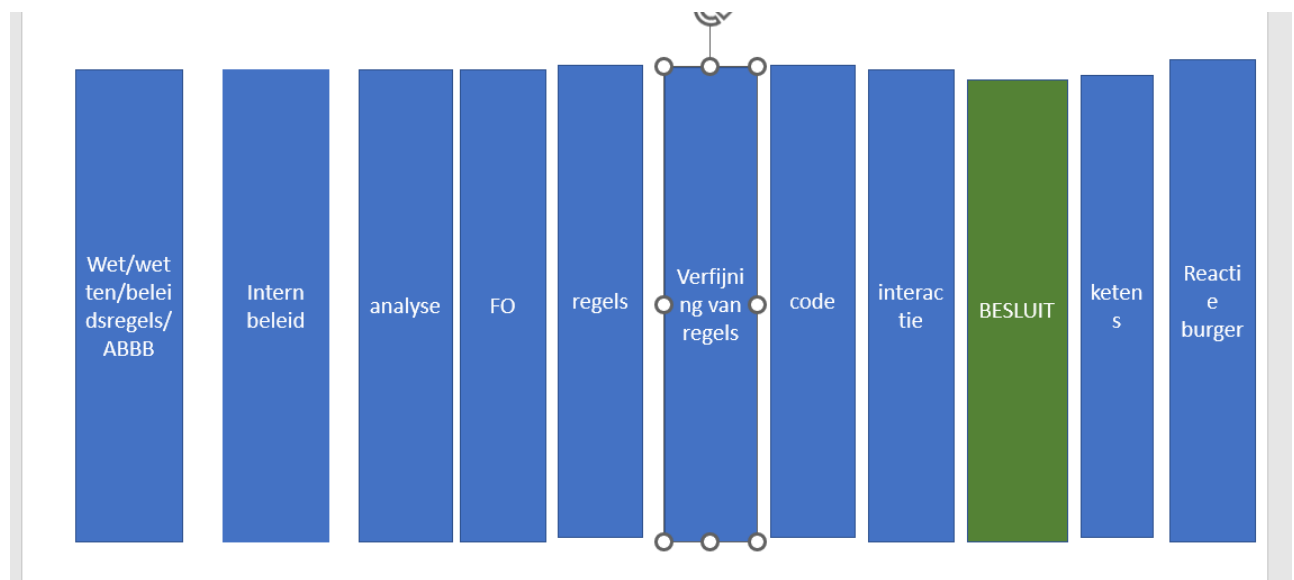 Wet/wet
ten/belei
dsregels/
ABBB
Intern
beleid
analyse
FO
regels
Verfijni
ng van
regels
code
interac
tie
BESLUIT
keten
s
Reacti
e
burger